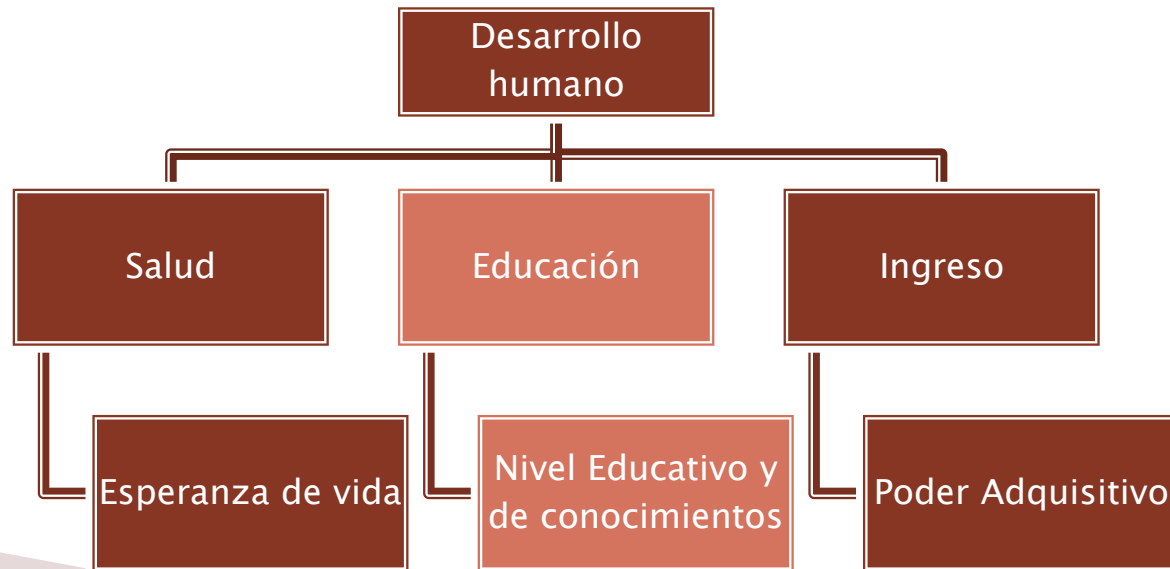 Desarrollo
humano
Salud
Educación
Ingreso
Esperanza de vida
Nivel Educativo y
de conocimientos
Poder Adquisitivo